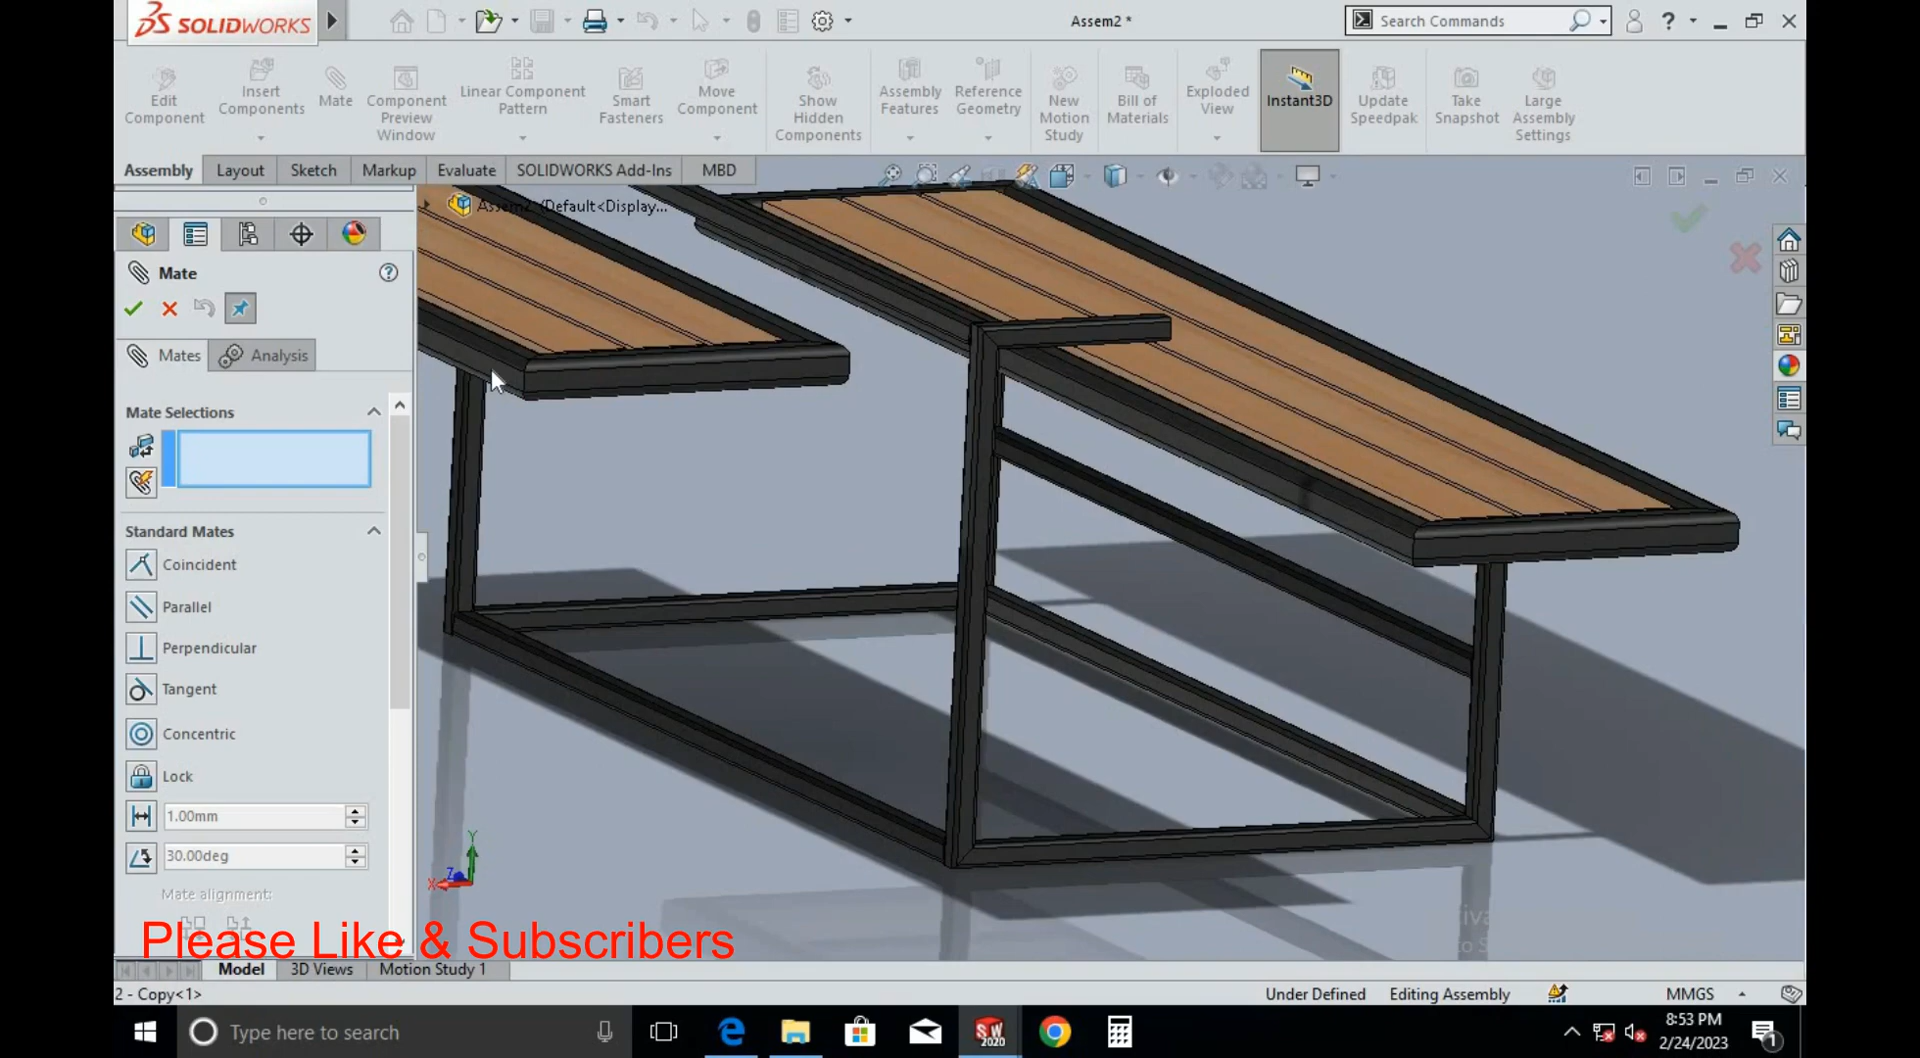 SOLIDWORKS
Assem2 *
Search Commands
?
Edit Component
Insert Components
Mate
Component Preview Window
Linear Component Pattern
Smart Fasteners
Move Component
Show Hidden Components
Assembly Features
Reference Geometry
New Motion Study
Bill of Materials
Exploded View
Instant3D
Update Speedpak
Take Snapshot
Large Assembly Settings
Assembly
Layout
Sketch
Markup
Evaluate
SOLIDWORKS Add-Ins
MBD
Assem2 (Default<Display...
Mate
?
Mates
Analysis
Mate Selections
Standard Mates
Coincident
Parallel
Perpendicular
Tangent
Concentric
Lock
1.00mm
30.00deg
Mate alignment:
Y
Z
X
Please Like & Subscribers
Model
3D Views
Motion Study 1
2 - Copy<1>
Under Defined
Editing Assembly
MMGS
Type here to search
SW
2020
8:53 PM
2/24/2023
1